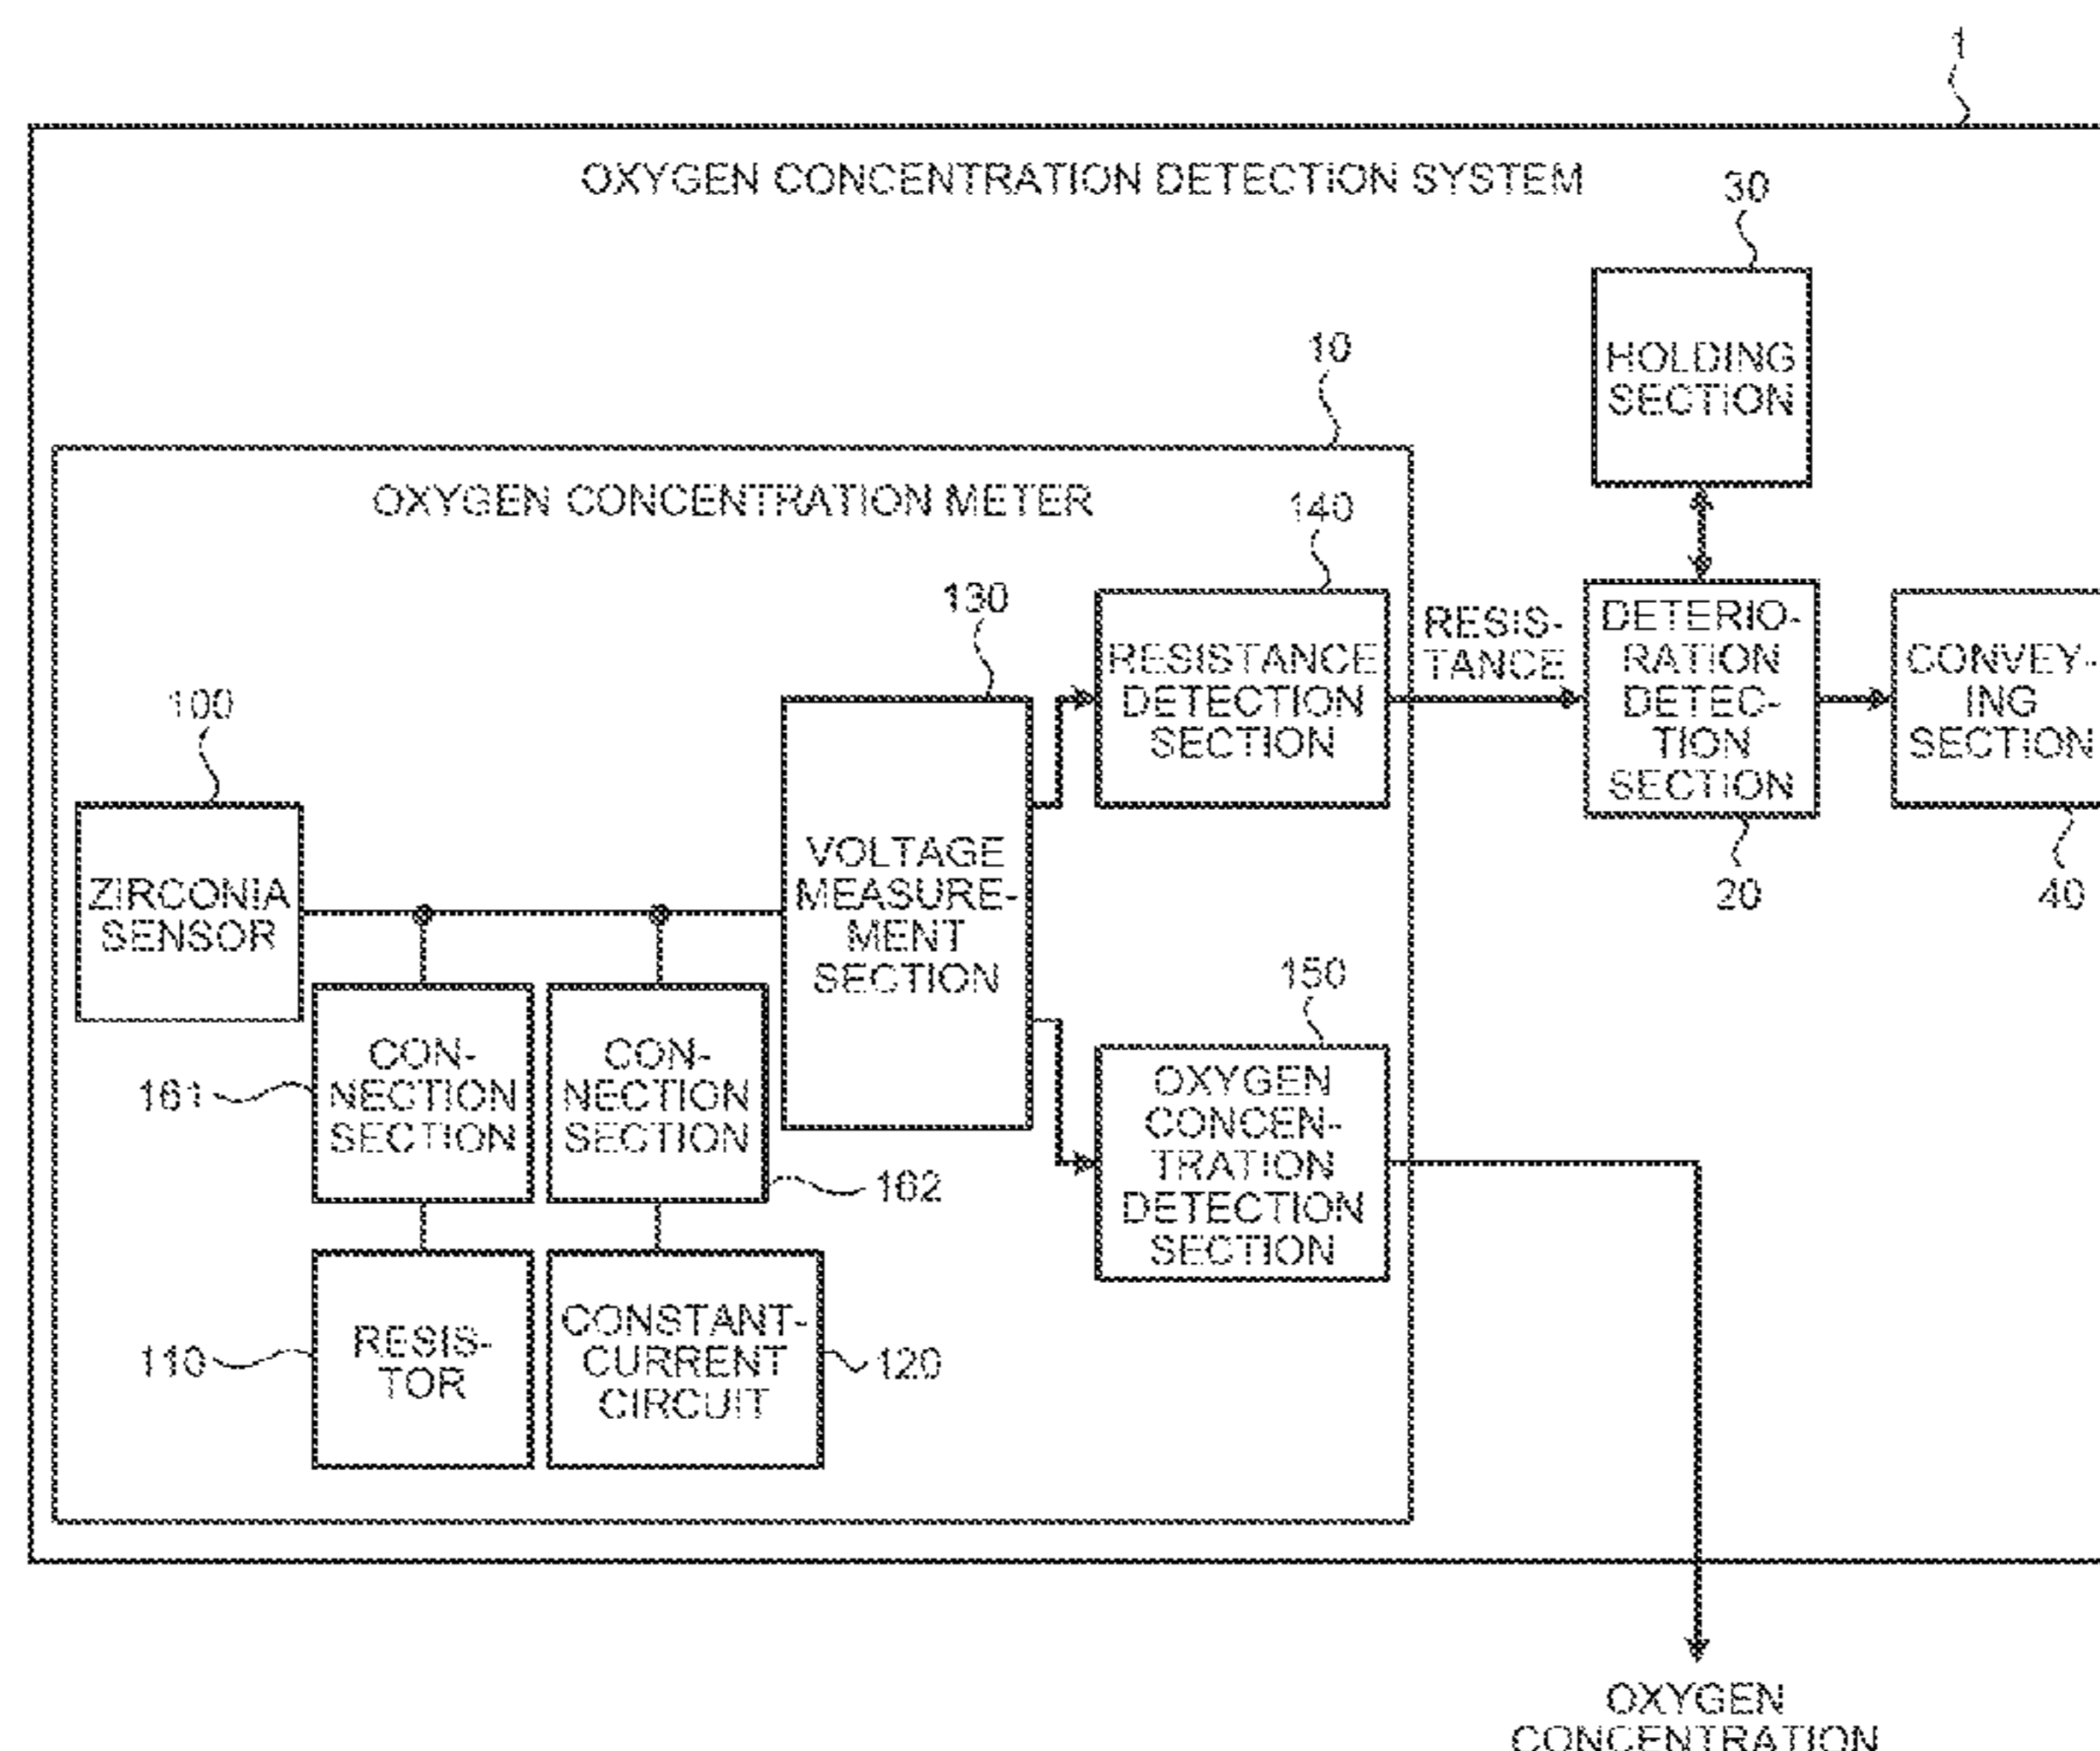 1
OXYGEN CONCENTRATION DETECTION SYSTEM
30
HOLDING
SECTION
10
OXYGEN CONCENTRATION METER
140
130
RESISTANCE
DETECTION
SECTION
RESIS-
TANCE
DETERIO-
RATION
DETEC-
TION
SECTION
CONVEY-
ING
SECTION
20
40
100
ZIRCONIA
SENSOR
VOLTAGE
MEASURE-
MENT
SECTION
161
CON-
NECTION
SECTION
CON-
NECTION
SECTION
162
150
OXYGEN
CONCEN-
TRATION
DETECTION
SECTION
110
RESIS-
TOR
CONSTANT-
CURRENT
CIRCUIT
120
OXYGEN
CONCENTRATION